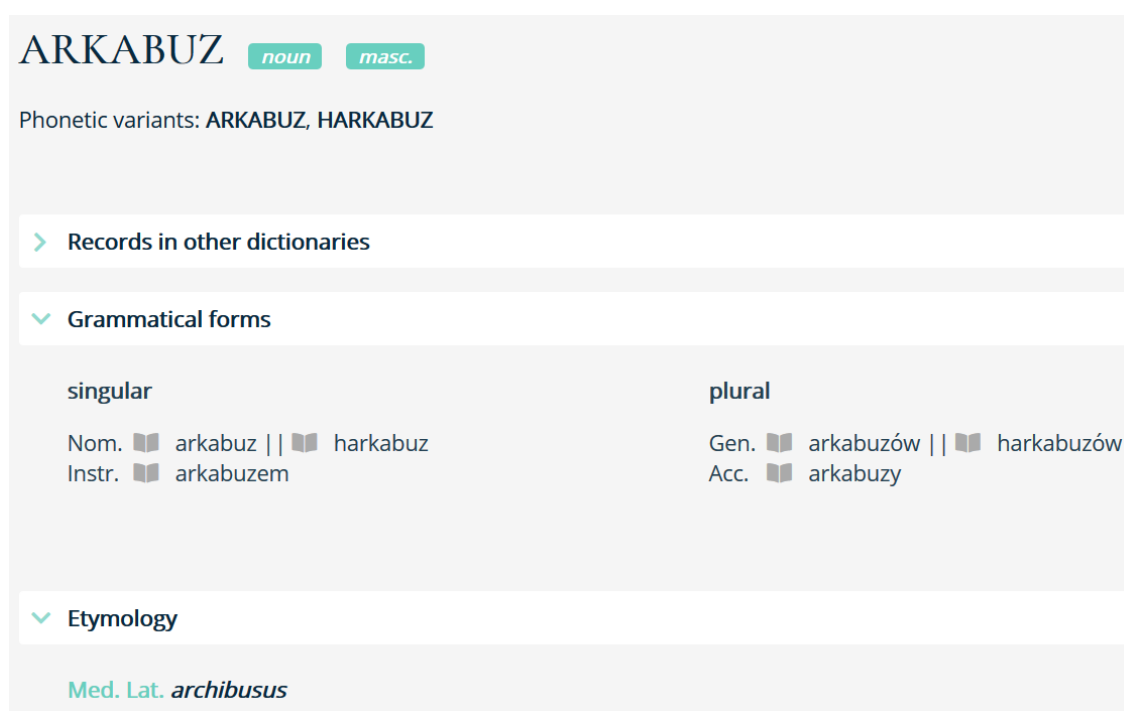 ARKABUZ noun masc.
Phonetic variants: ARKABUZ, HARKABUZ
Records in other dictionaries
Grammatical forms
singular plural
Nom. arkabuz || harkabuz Gen. arkabuzów || harkabuzów
Instr. arkabuzem Acc. arkabuzy
Etymology
Med. Lat. archibusus